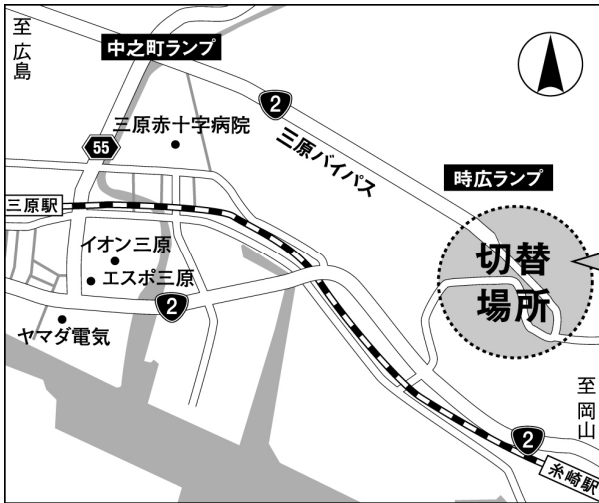 至広島
中之町ランプ
2
三原赤十字病院
55
三原バイパス
時広ランプ
三原駅
切替
場所
イオン三原
エスポ三原
2
ヤマダ電気
至岡山
2
糸崎駅